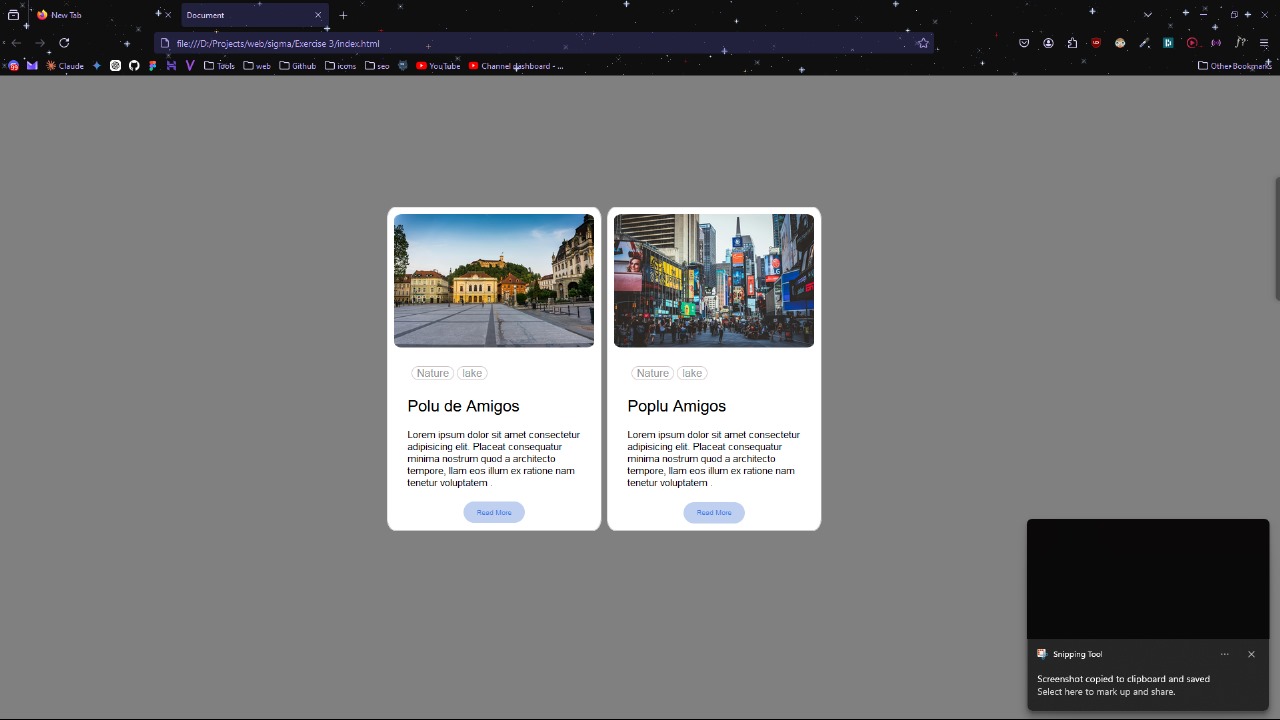 New Tab
Document
file:///D:/Projects/web/sigma/Exercise 3/index.html
Claude
Tools
web
Github
icons
seo
YouTube
Channel dashboard - ...
Other Bookmarks
Nature
lake
Polu de Amigos
Lorem ipsum dolor sit amet consectetur
adipisicing elit. Placeat consequatur
minima nostrum quod a architecto
tempore, llam eos illum ex ratione nam
tenetur voluptatem .
Read More
Nature
lake
Poplu Amigos
Lorem ipsum dolor sit amet consectetur
adipisicing elit. Placeat consequatur
minima nostrum quod a architecto
tempore, llam eos illum ex ratione nam
tenetur voluptatem .
Read More
Snipping Tool
Screenshot copied to clipboard and saved
Select here to mark up and share.